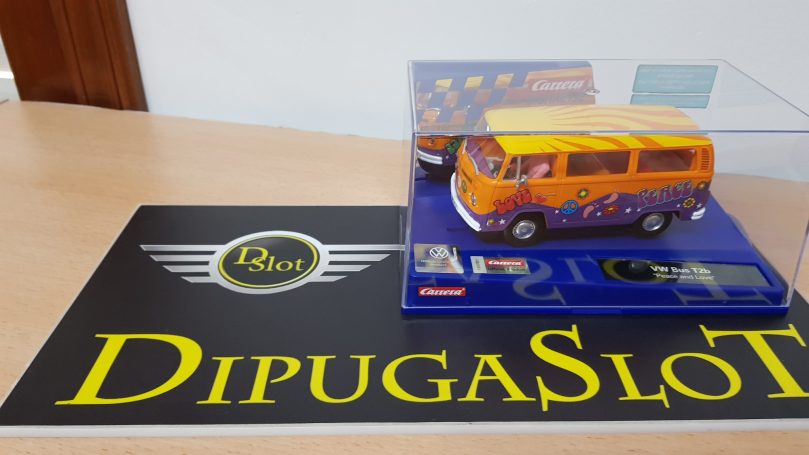 Carrera
Love
Peace
VW Bus T2b
"Peace and Love"
Carrera
Carrera
DSlot
DIPUGASLOT